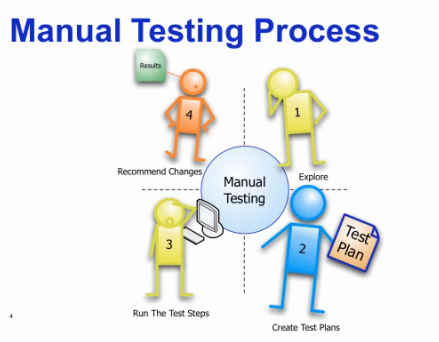 Manual Testing Process
Results
4
1
Recommend Changes
Explore
Manual
Testing
3
2
Test
Plan
4
Run The Test Steps
Create Test Plans